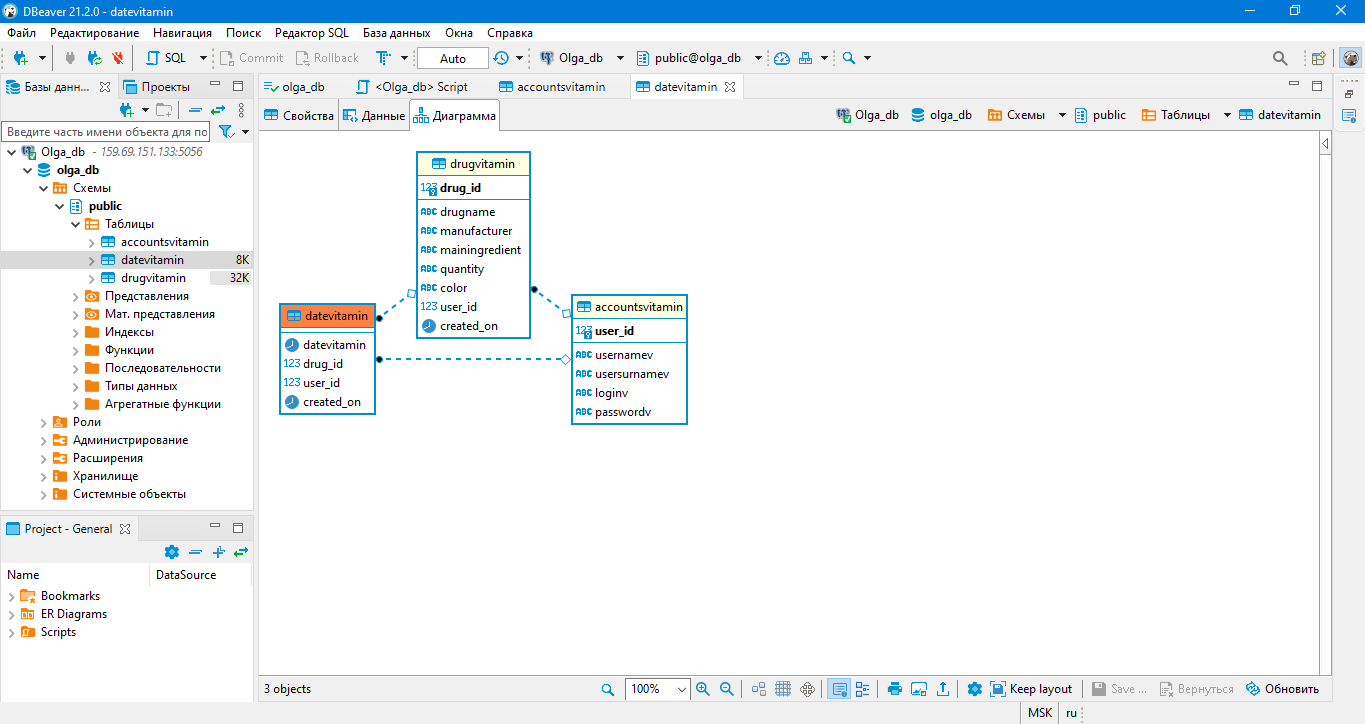 DBeaver 21.2.0 - datevitamin
Файл Редактирование Навигация Поиск Редактор SQL База данных Окна Справка
SQL Commit Rollback Auto Olga_db public@olga_db
Базы данн... Проекты
Введите часть имени объекта для по
Olga_db - 159.69.151.133:5056
olga_db
Схемы
public
Таблицы
accountsvitamin
datevitamin 8K
drugvitamin 32K
Представления
Мат. представления
Индексы
Функции
Последовательности
Типы данных
Агрегатные функции
Роли
Администрирование
Расширения
Хранилище
Системные объекты
Project - General
Name DataSource
Bookmarks
ER Diagrams
Scripts
olga_db <Olga_db> Script accountsvitamin datevitamin
Свойства Данные Диаграмма Olga_db olga_db Схемы public Таблицы datevitamin
drugvitamin
123 drug_id
ABC drugname
ABC manufacturer
ABC mainingredient
ABC quantity
ABC color
123 user_id
created_on
datevitamin
datevitamin
123 drug_id
123 user_id
created_on
accountsvitamin
123 user_id
ABC usernamev
ABC usersurnamev
ABC loginv
ABC passwordv
3 objects 100% Keep layout Save ... Вернуться Обновить
MSK ru